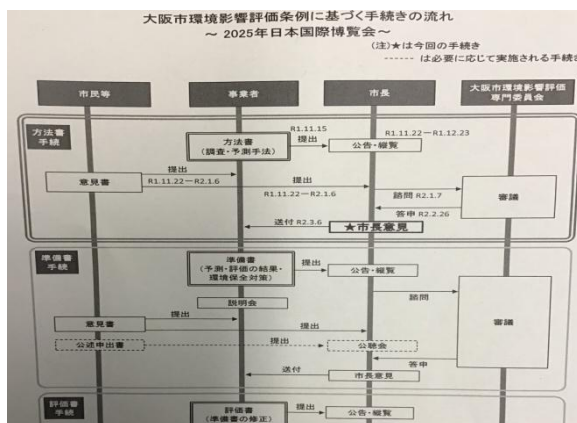 大阪市環境影響評価条例に基づく手続きの流れ
～ 2025年日本国際博覧会～
(注)★は今回の手続き
------ は必要に応じて実施される手続き
市民等
事業者
市長
大阪市環境影響評価
専門委員会
方法書
手続
方法書
(調査・予測手法)
R1.11.15
提出
R1.11.22－R1.12.23
公告・縦覧
意見書
提出
R1.11.22－R2.1.6
提出
R1.11.22－R2.1.6
諮問 R2.1.7
審議
答申 R2.2.26
送付 R2.3.6
★市長意見
準備書
手続
準備書
(予測・評価の結果・
環境保全対策)
提出
公告・縦覧
説明会
諮問
審議
意見書
提出
提出
公述申出書
提出
公聴会
答申
送付
市長意見
評価書
手続
評価書
(準備書の修正)
提出
公告・縦覧